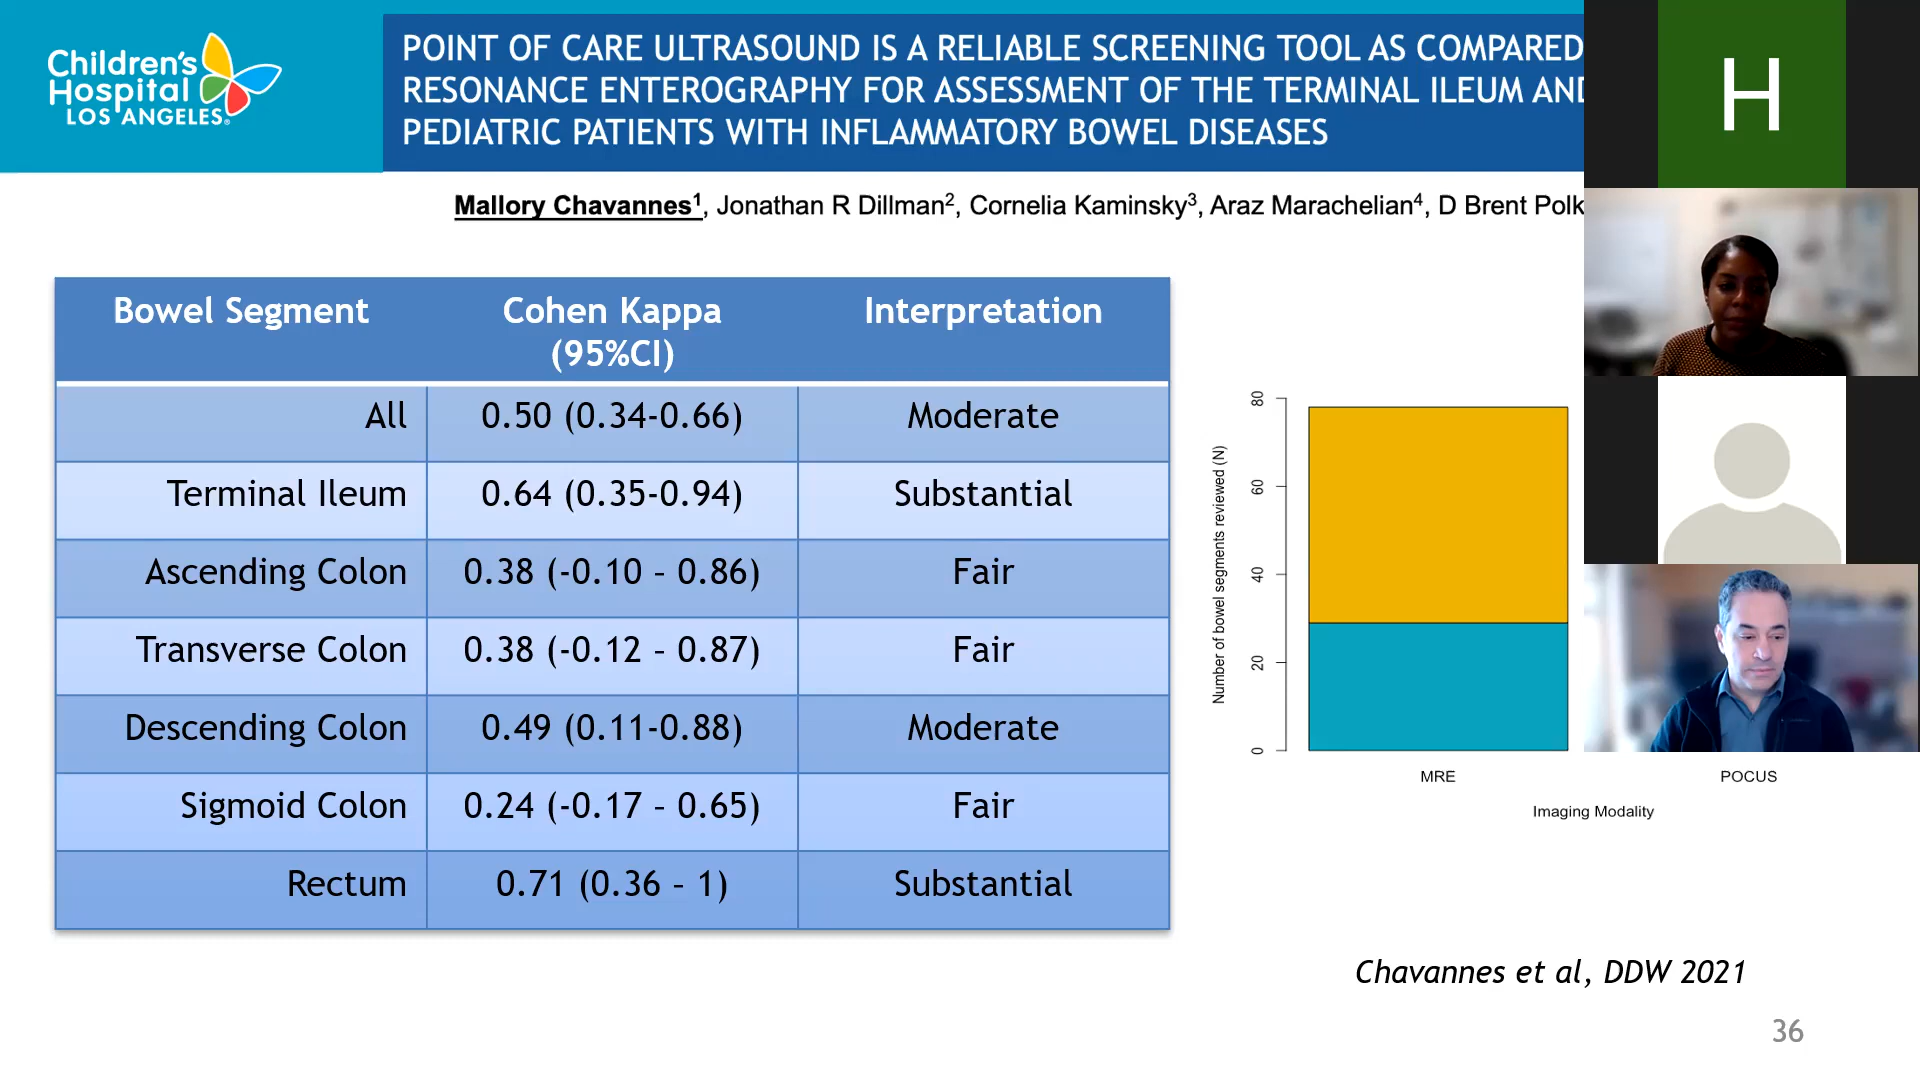 Children's
Hospital
LOS ANGELES®
POINT OF CARE ULTRASOUND IS A RELIABLE SCREENING TOOL AS COMPARED
RESONANCE ENTEROGRAPHY FOR ASSESSMENT OF THE TERMINAL ILEUM AND
PEDIATRIC PATIENTS WITH INFLAMMATORY BOWEL DISEASES
H
Mallory Chavannes1, Jonathan R Dillman2, Cornelia Kaminsky3, Araz Marachelian4, D Brent Polk
Bowel Segment Cohen Kappa (95%CI) Interpretation
All 0.50 (0.34-0.66) Moderate
Terminal Ileum 0.64 (0.35-0.94) Substantial
Ascending Colon 0.38 (-0.10 – 0.86) Fair
Transverse Colon 0.38 (-0.12 – 0.87) Fair
Descending Colon 0.49 (0.11-0.88) Moderate
Sigmoid Colon 0.24 (-0.17 – 0.65) Fair
Rectum 0.71 (0.36 – 1) Substantial
Number of bowel segments reviewed (N)
80
60
40
20
0
MRE POCUS
Imaging Modality
Chavannes et al, DDW 2021
36